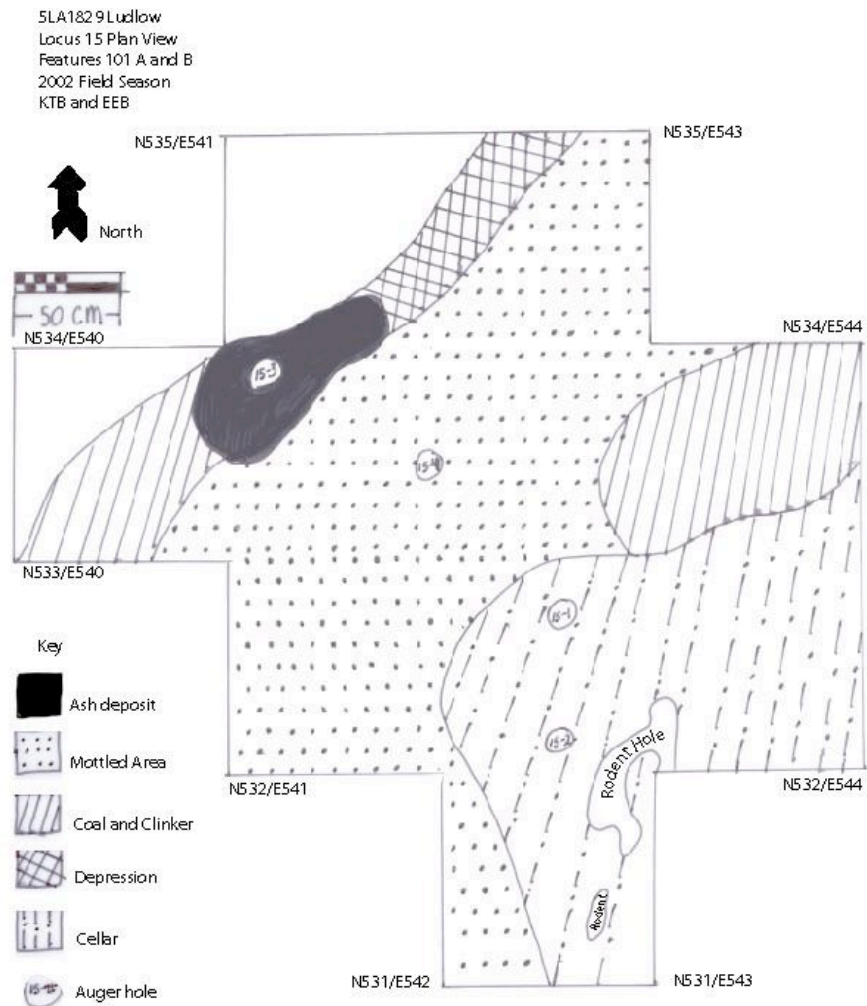 5LA1829 Ludlow
Locus 15 Plan View
Features 101 A and B
2002 Field Season
KTB and EEB
N535/E541
N535/E543
North
50 CM
N534/E540
N534/E544
15-3
15-4
N533/E540
15-1
Key
Ash deposit
15-2
Rodent Hole
Mottled Area
N532/E541
N532/E544
Coal and Clinker
Depression
Rodent
Cellar
N531/E542
N531/E543
Auger hole